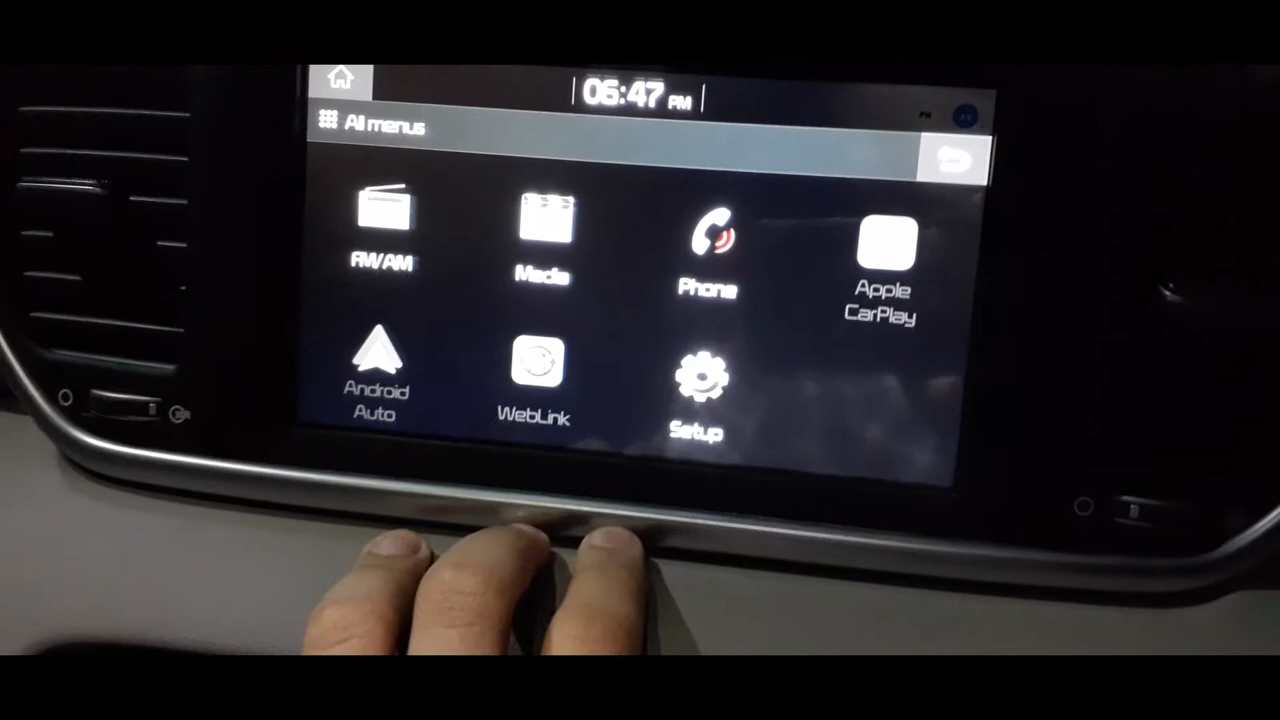 06:47 PM
All menus
FM/AM
Media
Phone
Apple
CarPlay
Android
Auto
WebLink
Setup